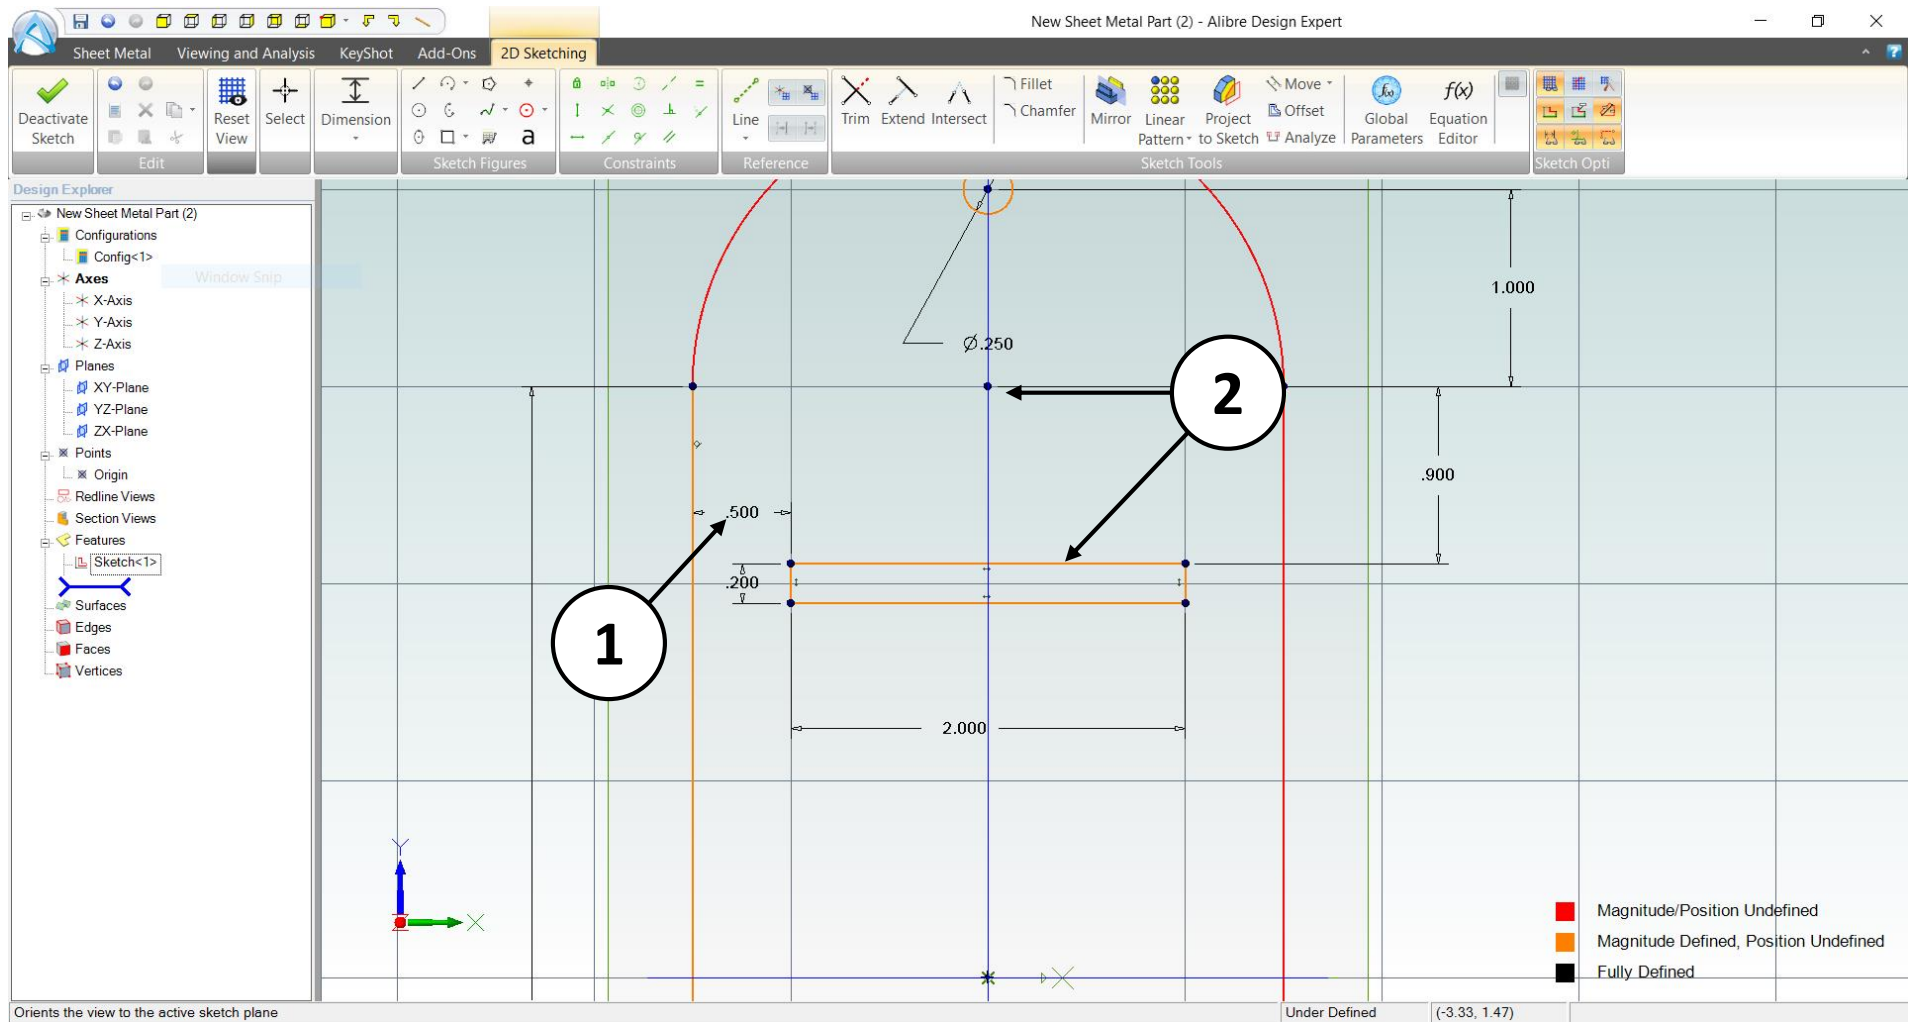 New Sheet Metal Part (2) - Alibre Design Expert
Sheet Metal Viewing and Analysis KeyShot Add-Ons 2D Sketching
Deactivate Sketch
Edit
Reset View
Select
Dimension
a
Sketch Figures
Constraints
Line
Reference
Trim Extend Intersect
Fillet
Chamfer
Mirror
Linear Pattern
Project to Sketch
Move
Offset
Analyze
Sketch Tools
Global Parameters
f(x)
Equation Editor
Sketch Opti
Design Explorer
New Sheet Metal Part (2)
Configurations
Config<1>
Axes
Window Snip
X-Axis
Y-Axis
Z-Axis
Planes
XY-Plane
YZ-Plane
ZX-Plane
Points
Origin
Redline Views
Section Views
Features
Sketch<1>
Surfaces
Edges
Faces
Vertices
1.000
Ø.250
2
.900
.500
.200
1
2.000
Y
X
X
Magnitude/Position Undefined
Magnitude Defined, Position Undefined
Fully Defined
Orients the view to the active sketch plane
Under Defined
(-3.33, 1.47)